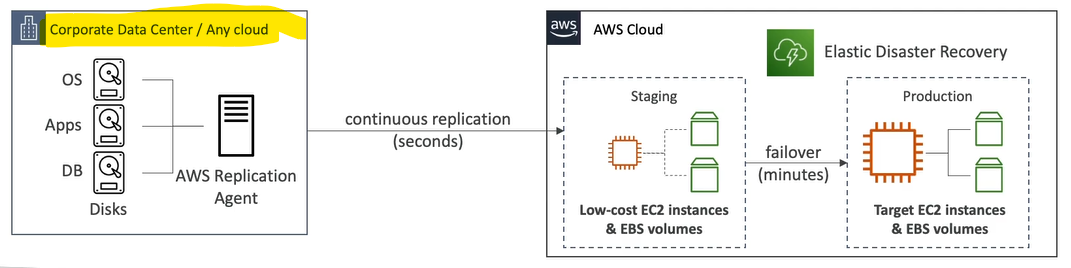 Corporate Data Center / Any cloud
OS
Apps
DB
Disks
AWS Replication
Agent
continuous replication
(seconds)
aws
AWS Cloud
Elastic Disaster Recovery
Staging
Low-cost EC2 instances
& EBS volumes
failover
(minutes)
Production
Target EC2 instances
& EBS volumes